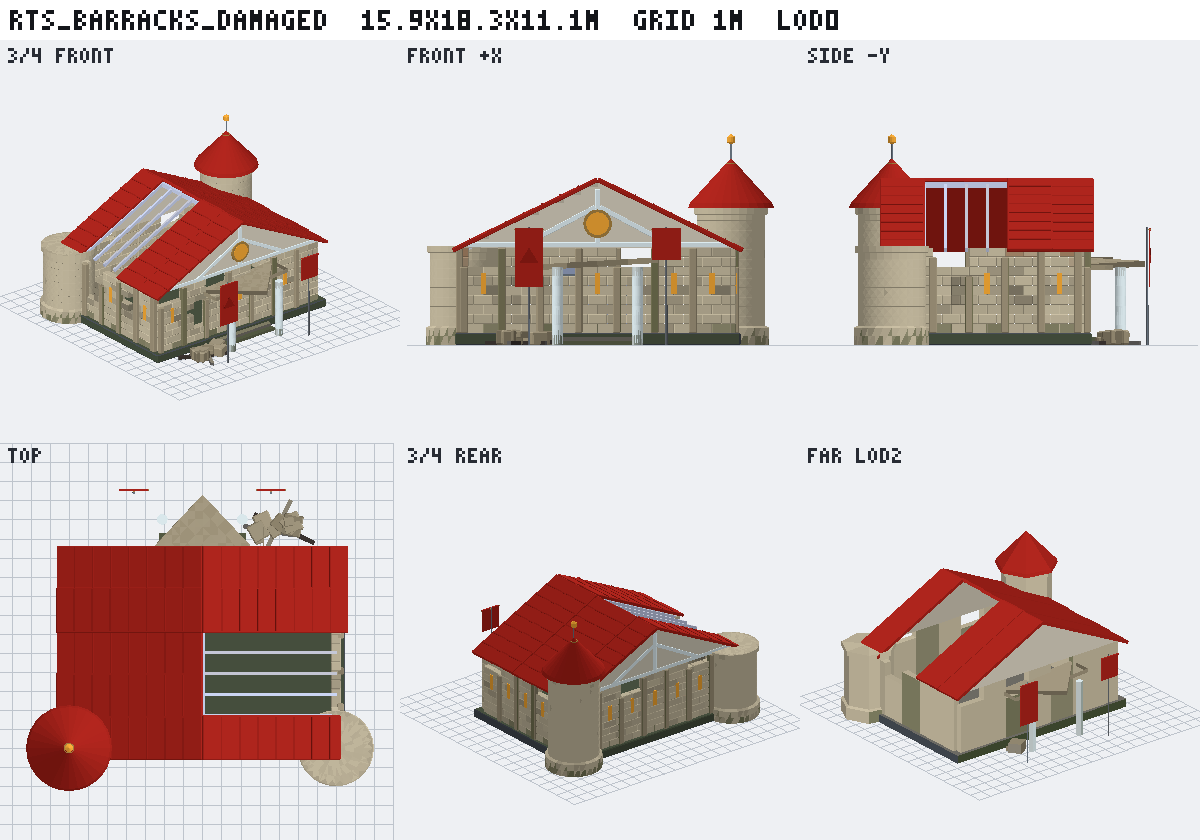 RTS_BARRACKS_DAMAGED 15.9X18.3X11.1M GRID 1M LOD0
3/4 FRONT
FRONT +X
SIDE -Y
TOP
3/4 REAR
FAR LOD2